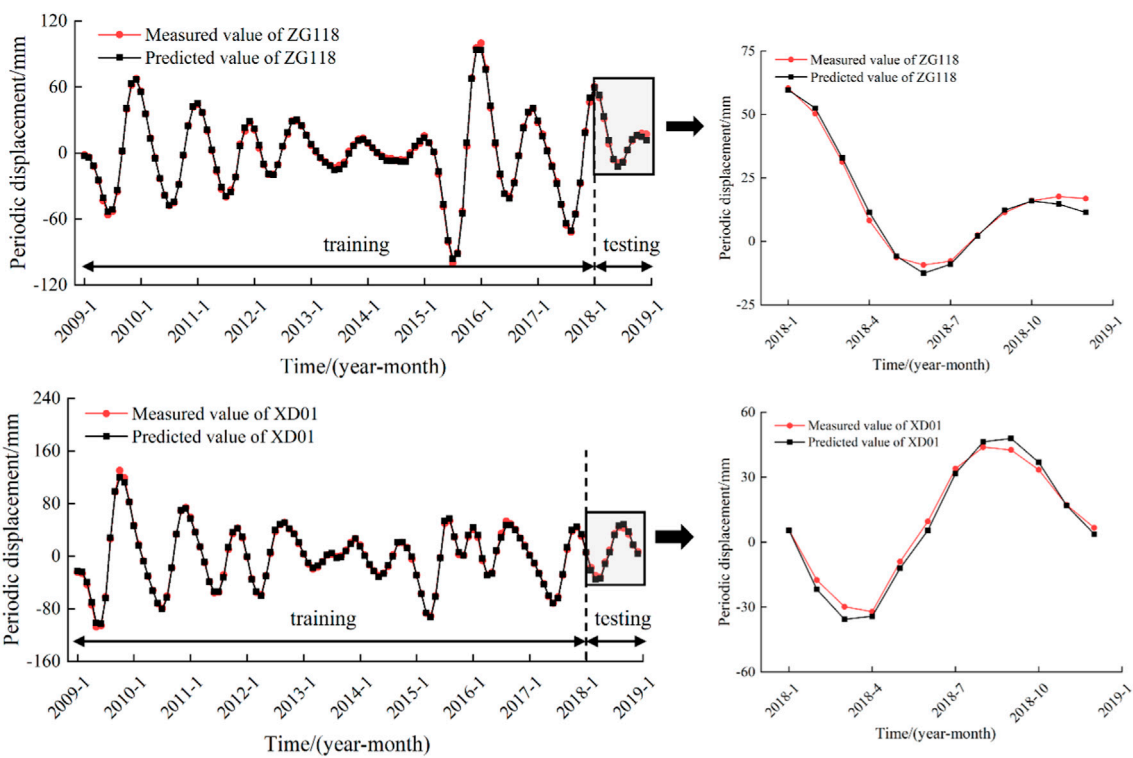 120
60
0
-60
-120
Periodic displacement/mm
Measured value of ZG118
Predicted value of ZG118
training
testing
2009-1
2010-1
2011-1
2012-1
2013-1
2014-1
2015-1
2016-1
2017-1
2018-1
2019-1
Time/(year-month)
75
50
25
0
-25
Periodic displacement/mm
Measured value of ZG118
Predicted value of ZG118
2018-1
2018-4
2018-7
2018-10
2019-1
Time/(year-month)
240
160
80
0
-80
-160
Periodic displacement/mm
Measured value of XD01
Predicted value of XD01
training
testing
2009-1
2010-1
2011-1
2012-1
2013-1
2014-1
2015-1
2016-1
2017-1
2018-1
2019-1
Time/(year-month)
60
30
0
-30
-60
Periodic displacement/mm
Measured value of XD01
Predicted value of XD01
2018-1
2018-4
2018-7
2018-10
2019-1
Time/(year-month)